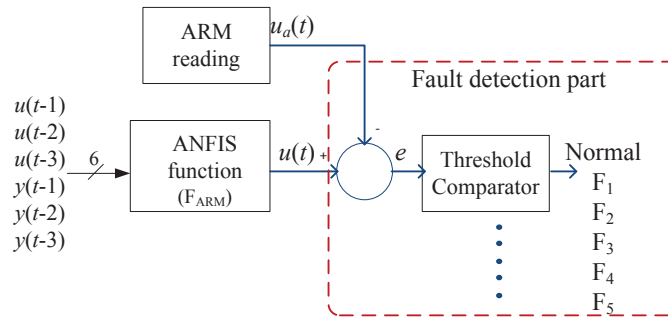 ARM
reading
u_a(t)
Fault detection part
u(t-1)
u(t-2)
u(t-3)
y(t-1)
y(t-2)
y(t-3)
6
ANFIS
function
(F_ARM)
u(t)
+
-
e
Threshold
Comparator
Normal
F_1
F_2
F_3
F_4
F_5